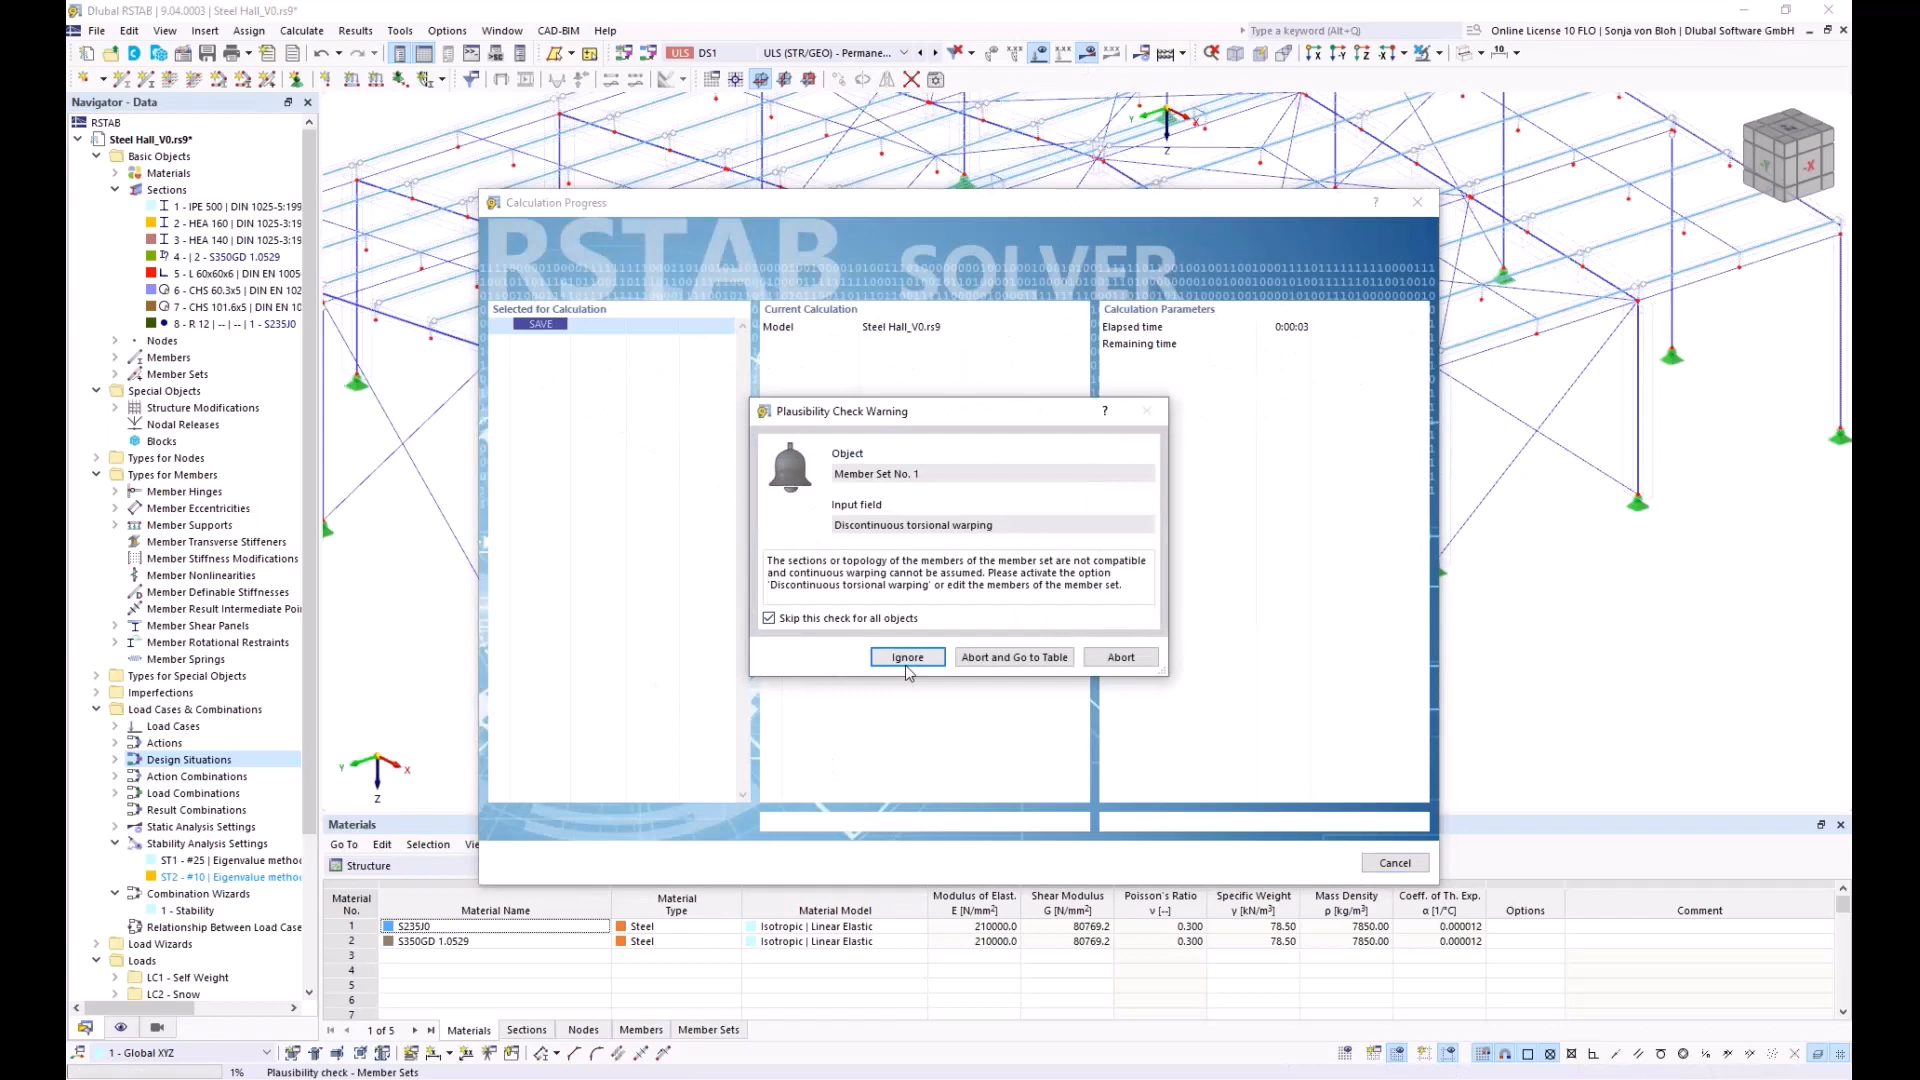 Dlubal RSTAB | 9.04.0003 | Steel Hall_V0.rs9*
File Edit View Insert Assign Calculate Results Tools Options Window CAD-BIM Help
Type a keyword (Alt+Q)
Online License 10 FLO | Sonja von Bloh | Dlubal Software GmbH
ULS DS1 ULS (STR/GEO) - Permane...
Navigator - Data
RSTAB
Steel Hall_V0.rs9*
Basic Objects
Materials
Sections
1 - IPE 500 | DIN 1025-5:199
2 - HEA 160 | DIN 1025-3:19
3 - HEA 140 | DIN 1025-3:19
4 - | 2 - S350GD 1.0529
5 - L 60x60x6 | DIN EN 1005
6 - CHS 60.3x5 | DIN EN 102
7 - CHS 101.6x5 | DIN EN 10
8 - R 12 | -- | -- | 1 - S235J0
Nodes
Members
Member Sets
Special Objects
Structure Modifications
Nodal Releases
Blocks
Types for Nodes
Types for Members
Member Hinges
Member Eccentricities
Member Supports
Member Transverse Stiffeners
Member Stiffness Modifications
Member Nonlinearities
Member Definable Stiffnesses
Member Result Intermediate Poi
Member Shear Panels
Member Rotational Restraints
Member Springs
Types for Special Objects
Imperfections
Load Cases & Combinations
Load Cases
Actions
Design Situations
Action Combinations
Load Combinations
Result Combinations
Static Analysis Settings
Stability Analysis Settings
ST1 - #25 | Eigenvalue metho
ST2 - #10 | Eigenvalue metho
Combination Wizards
1 - Stability
Relationship Between Load Case
Load Wizards
Loads
LC1 - Self Weight
LC2 - Snow
Calculation Progress
RSTAB SOLVER
Selected for Calculation
SAVE
Current Calculation
Model Steel Hall_V0.rs9
Calculation Parameters
Elapsed time 0:00:03
Remaining time
Plausibility Check Warning
Object
Member Set No. 1
Input field
Discontinuous torsional warping
The sections or topology of the members of the member set are not compatible
and continuous warping cannot be assumed. Please activate the option
'Discontinuous torsional warping' or edit the members of the member set.
Skip this check for all objects
Ignore Abort and Go to Table Abort
Cancel
Materials
Go To Edit Selection Vie
Structure
Material No. Material Name Material Type Material Model Modulus of Elast. E [N/mm²] Shear Modulus G [N/mm²] Poisson's Ratio ν [--] Specific Weight γ [kN/m³] Mass Density ρ [kg/m³] Coeff. of Th. Exp. α [1/°C] Options Comment
1 S235J0 Steel Isotropic | Linear Elastic 210000.0 80769.2 0.300 78.50 7850.00 0.000012
2 S350GD 1.0529 Steel Isotropic | Linear Elastic 210000.0 80769.2 0.300 78.50 7850.00 0.000012
3
4
5
6
7
1 of 5 Materials Sections Nodes Members Member Sets
1 - Global XYZ
1% Plausibility check - Member Sets